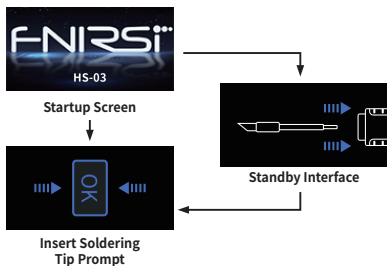 FNIRSI
HS-03
Startup Screen
Standby Interface
OK
Insert Soldering
Tip Prompt